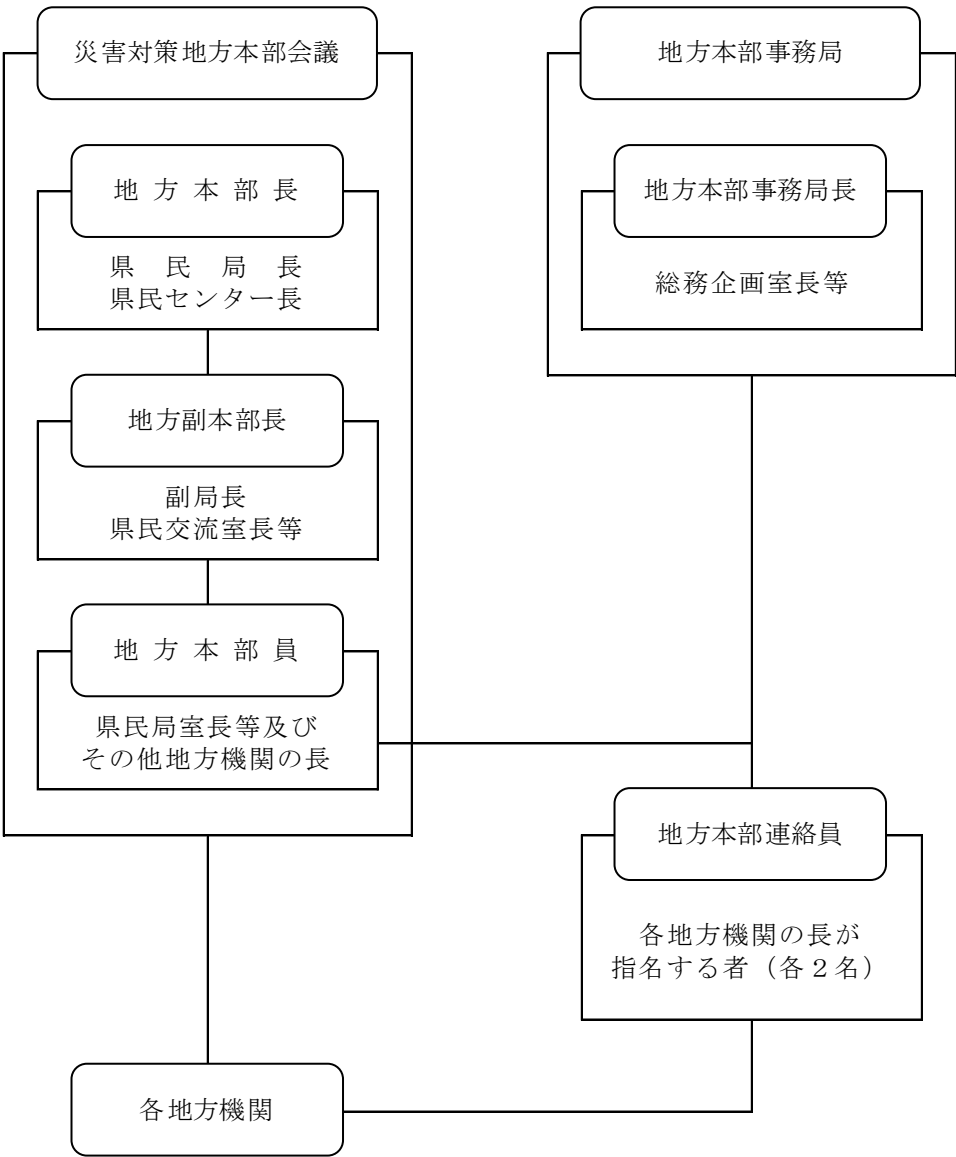 災害対策地方本部会議
地方本部長
県民局長
県民センター長
地方副本部長
副局長
県民交流室長等
地方本部員
県民局室長等及び
その他地方機関の長
地方本部事務局
地方本部事務局長
総務企画室長等
地方本部連絡員
各地方機関の長が
指名する者（各２名）
各地方機関